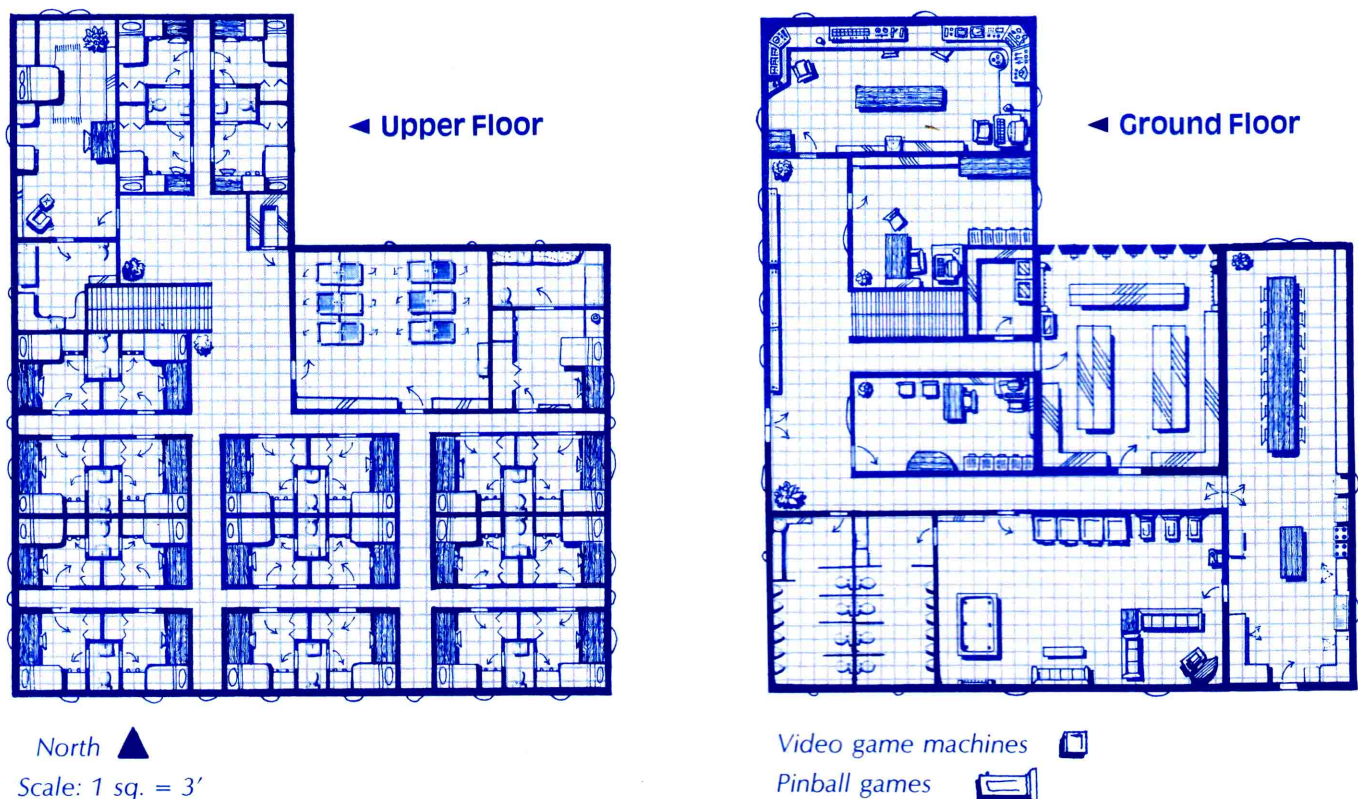 ◄ Upper Floor
◄ Ground Floor
North ▲
Scale: 1 sq. = 3'
Video game machines
Pinball games